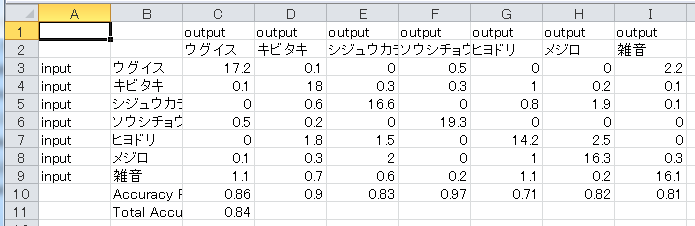 A B C D E F G H I
1 output output output output output output output
2 ウグイス キビタキ シジュウカラ ソウシチョウ ヒヨドリ メジロ 雑音
3 input ウグイス 17.2 0.1 0 0.5 0 0 2.2
4 input キビタキ 0.1 18 0.3 0.3 1 0.2 0.1
5 input シジュウカラ 0 0.6 16.6 0 0.8 1.9 0.1
6 input ソウシチョウ 0.5 0.2 0 19.3 0 0 0
7 input ヒヨドリ 0 1.8 1.5 0 14.2 2.5 0
8 input メジロ 0.1 0.3 2 0 1 16.3 0.3
9 input 雑音 1.1 0.7 0.6 0.2 1.1 0.2 16.1
10 Accuracy F 0.86 0.9 0.83 0.97 0.71 0.82 0.81
11 Total Accu 0.84